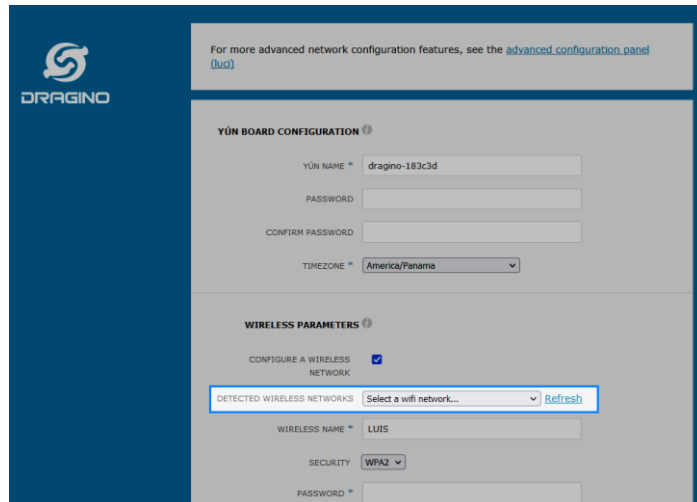 For more advanced network configuration features, see the advanced configuration panel
(luci)
DRAGINO
YÚN BOARD CONFIGURATION
YÚN NAME * dragino-183c3d
PASSWORD
CONFIRM PASSWORD
TIMEZONE * America/Panama
WIRELESS PARAMETERS
CONFIGURE A WIRELESS
NETWORK
DETECTED WIRELESS NETWORKS Select a wifi network... Refresh
WIRELESS NAME * LUIS
SECURITY WPA2
PASSWORD *